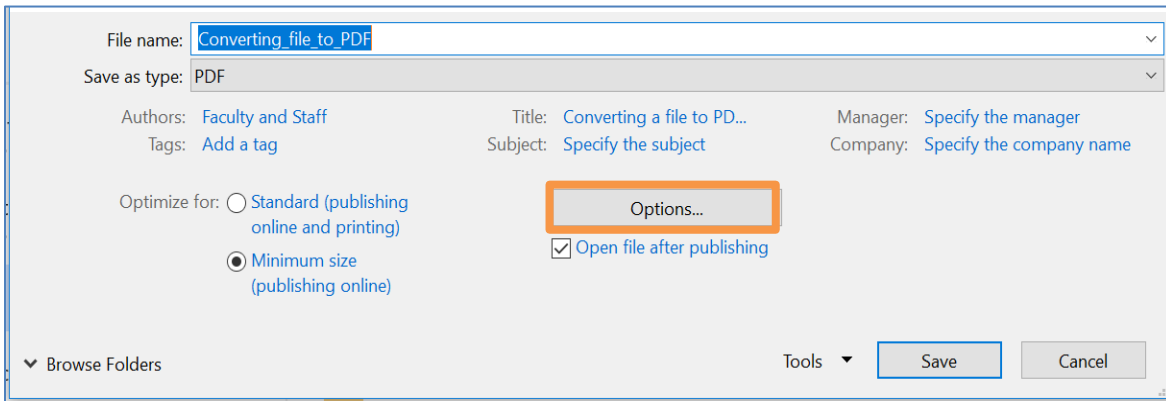 File name: Converting_file_to_PDF
Save as type: PDF
Authors: Faculty and Staff Title: Converting a file to PD... Manager: Specify the manager
Tags: Add a tag Subject: Specify the subject Company: Specify the company name
Optimize for: Standard (publishing
online and printing)
Minimum size
(publishing online)
Options...
Open file after publishing
Browse Folders Tools Save Cancel